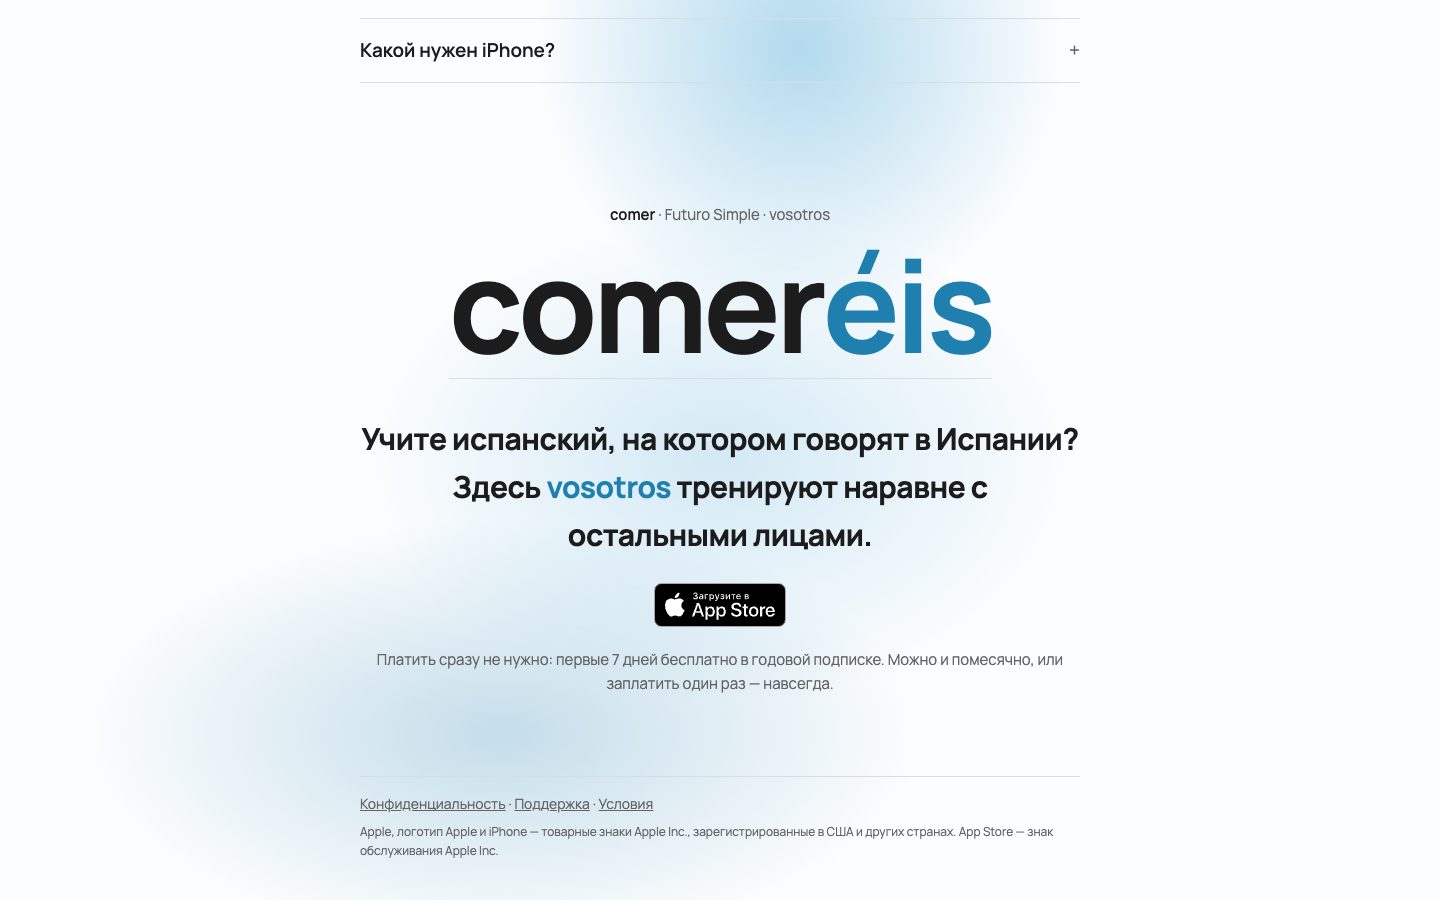 Какой нужен iPhone?
+
comer · Futuro Simple · vosotros
comeréis
Учите испанский, на котором говорят в Испании?
Здесь vosotros тренируют наравне с
остальными лицами.
Загрузите в
App Store
Платить сразу не нужно: первые 7 дней бесплатно в годовой подписке. Можно и помесячно, или
заплатить один раз — навсегда.
Конфиденциальность · Поддержка · Условия
Apple, логотип Apple и iPhone — товарные знаки Apple Inc., зарегистрированные в США и других странах. App Store — знак
обслуживания Apple Inc.